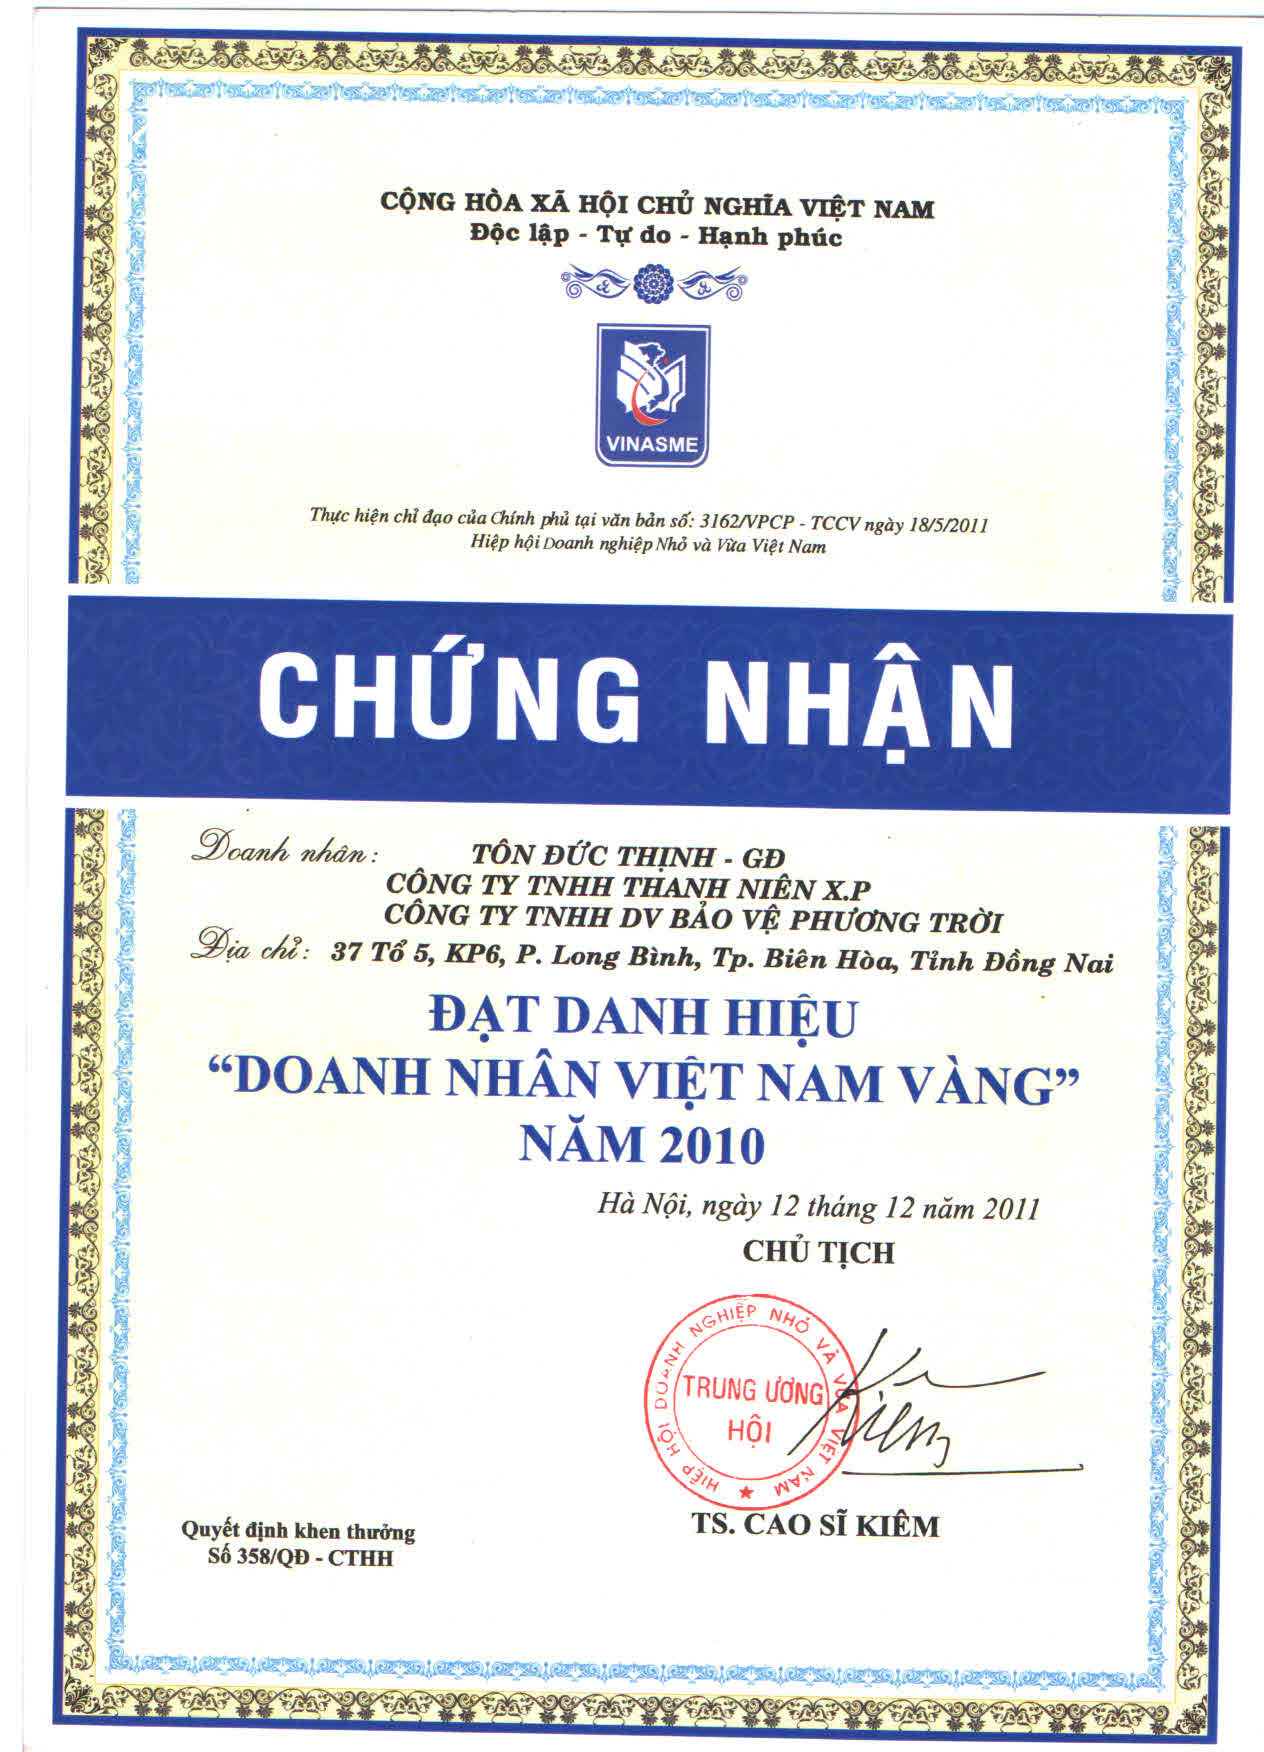 CỘNG HÒA XÃ HỘI CHỦ NGHĨA VIỆT NAM
Độc lập - Tự do - Hạnh phúc
VINASME
Thực hiện chỉ đạo của Chính phủ tại văn bản số: 3162/VPCP - TCCV ngày 18/5/2011
Hiệp hội Doanh nghiệp Nhỏ và Vừa Việt Nam
CHỨNG NHẬN
Doanh nhân: TÔN ĐỨC THỊNH - GĐ
CÔNG TY TNHH THANH NIÊN X.P
CÔNG TY TNHH DV BẢO VỆ PHƯƠNG TRỜI
Địa chỉ: 37 Tổ 5, KP6, P. Long Bình, Tp. Biên Hòa, Tỉnh Đồng Nai
ĐẠT DANH HIỆU
“DOANH NHÂN VIỆT NAM VÀNG”
NĂM 2010
Hà Nội, ngày 12 tháng 12 năm 2011
CHỦ TỊCH
HIỆP HỘI DOANH NGHIỆP NHỎ VÀ VỪA VIỆT NAM
TRUNG ƯƠNG
HỘI
Kiêm
TS. CAO SĨ KIÊM
Quyết định khen thưởng
Số 358/QĐ - CTHH